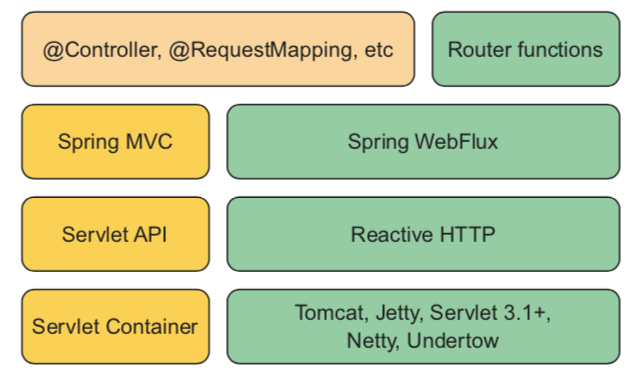 @Controller, @RequestMapping, etc
Router functions
Spring MVC
Spring WebFlux
Servlet API
Reactive HTTP
Servlet Container
Tomcat, Jetty, Servlet 3.1+,
Netty, Undertow